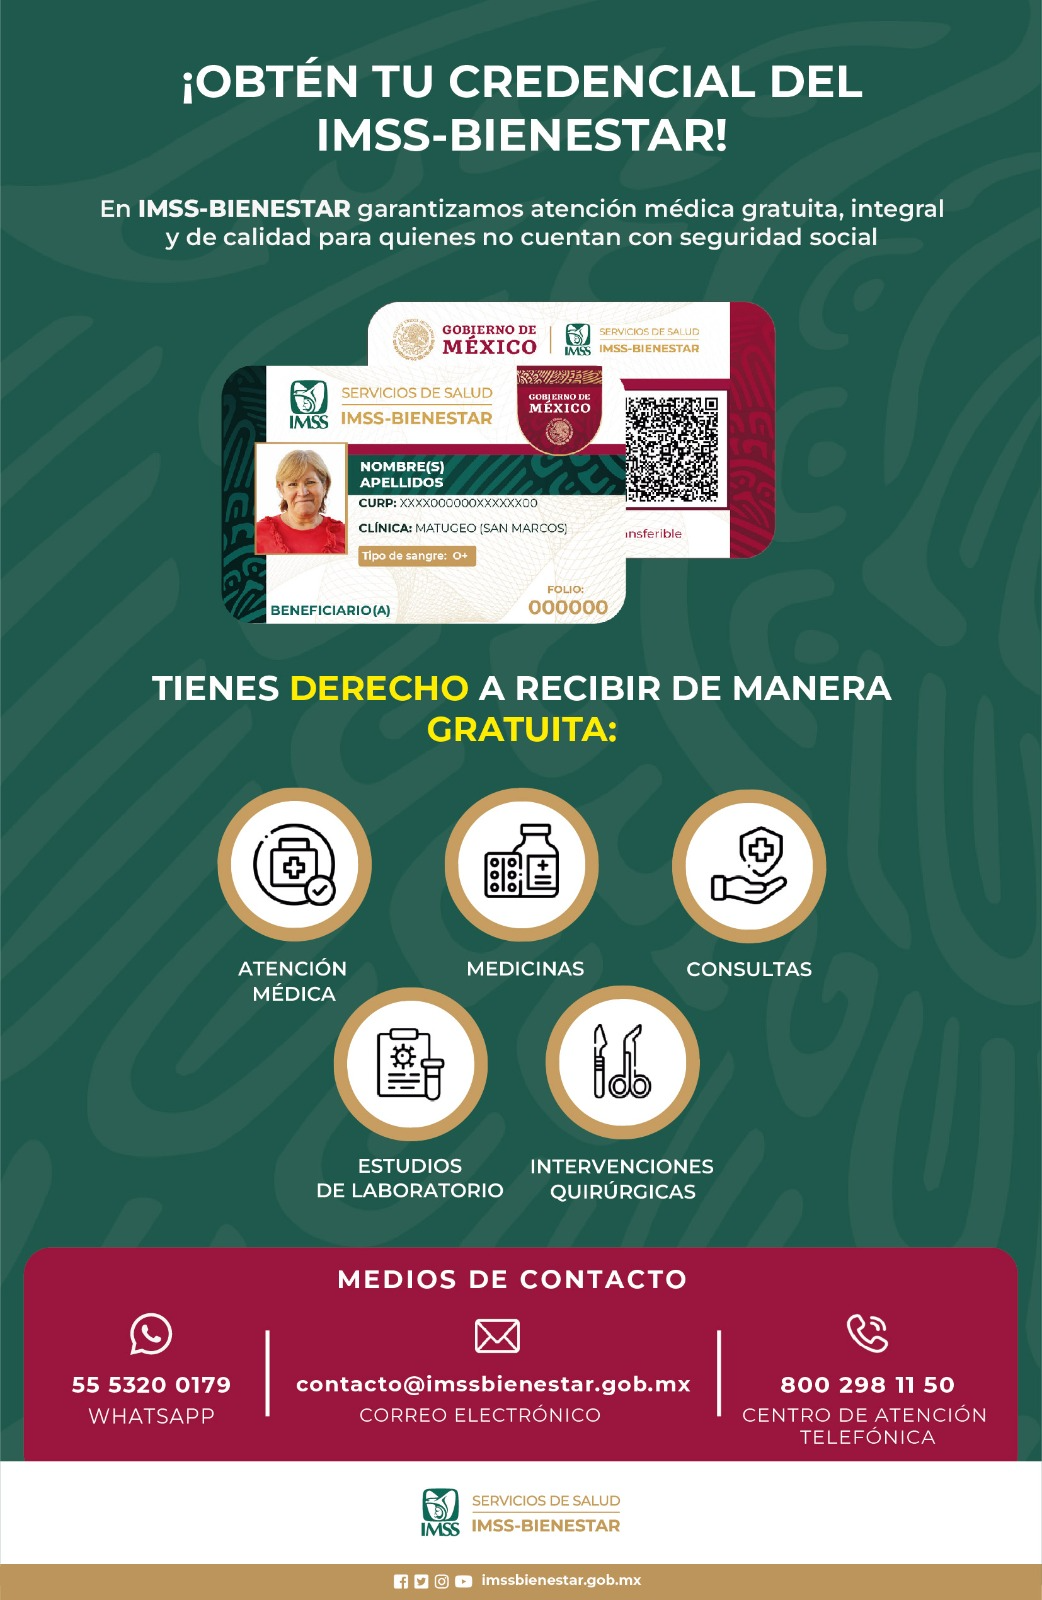 ¡OBTÉN TU CREDENCIAL DEL
IMSS-BIENESTAR!
En IMSS-BIENESTAR garantizamos atención médica gratuita, integral
y de calidad para quienes no cuentan con seguridad social
GOBIERNO DE
MÉXICO
IMSS
SERVICIOS DE SALUD
IMSS-BIENESTAR
IMSS
SERVICIOS DE SALUD
IMSS-BIENESTAR
GOBIERNO DE
MÉXICO
NOMBRE(S)
APELLIDOS
CURP: XXXX000000XXXXXX00
CLÍNICA: MATUGEO (SAN MARCOS)
Tipo de sangre: O+
BENEFICIARIO(A)
FOLIO:
000000
nsferible
TIENES DERECHO A RECIBIR DE MANERA
GRATUITA:
ATENCIÓN
MÉDICA
MEDICINAS
CONSULTAS
ESTUDIOS
DE LABORATORIO
INTERVENCIONES
QUIRÚRGICAS
MEDIOS DE CONTACTO
55 5320 0179
WHATSAPP
contacto@imssbienestar.gob.mx
CORREO ELECTRÓNICO
800 298 11 50
CENTRO DE ATENCIÓN
TELEFÓNICA
IMSS
SERVICIOS DE SALUD
IMSS-BIENESTAR
imssbienestar.gob.mx